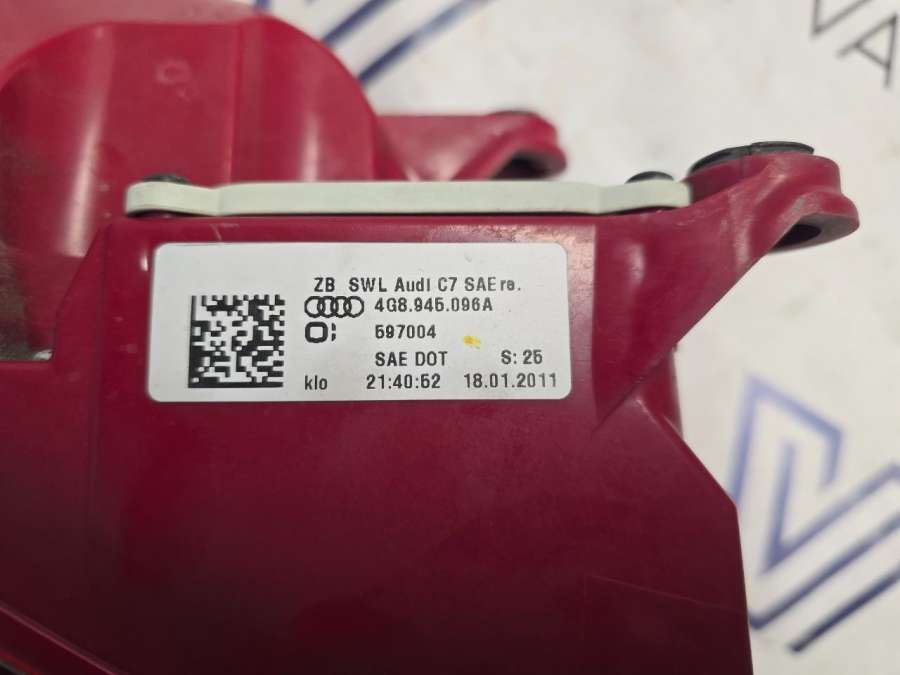 VA
ZB SWL Audi C7 SAE re.
4G8.945.096A
597004
SAE DOT S: 25
klo 21:40:52 18.01.2011